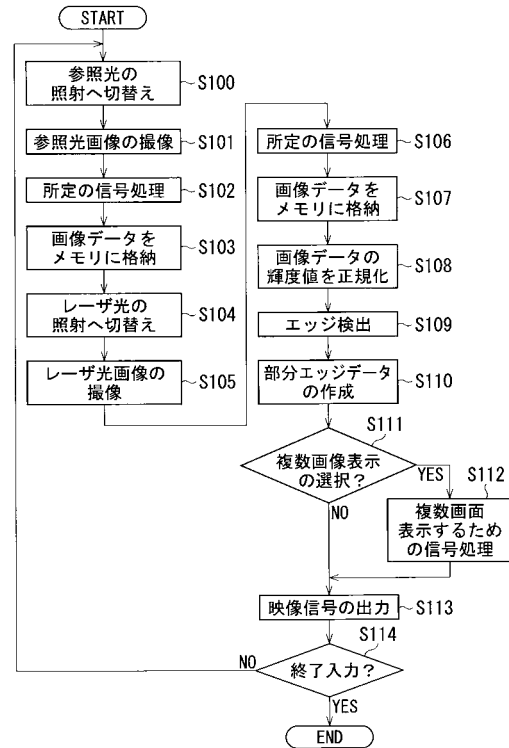 START
参照光の
照射へ切替え
S100
参照光画像の撮像
S101
所定の信号処理
S102
画像データを
メモリに格納
S103
レーザ光の
照射へ切替え
S104
レーザ光画像の
撮像
S105
所定の信号処理
S106
画像データを
メモリに格納
S107
画像データの
輝度値を正規化
S108
エッジ検出
S109
部分エッジデータ
の作成
S110
S111
複数画像表示
の選択?
YES
NO
S112
複数画面
表示するため
の信号処理
映像信号の出力
S113
S114
終了入力?
NO
YES
END